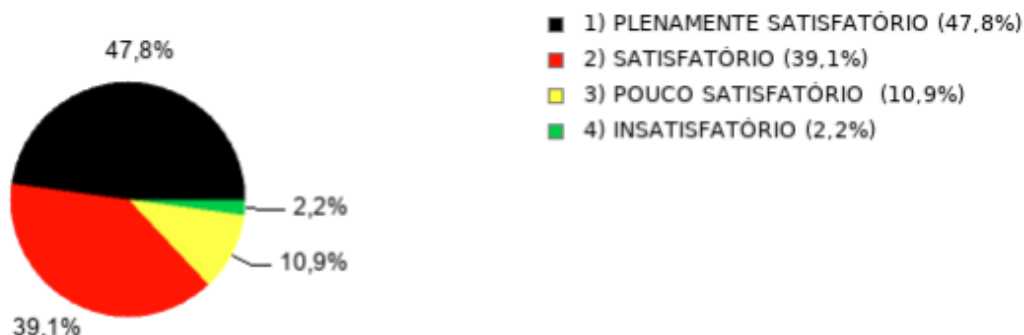 47,8%
2,2%
10,9%
39,1%
1) PLENAMENTE SATISFATÓRIO (47,8%)
2) SATISFATÓRIO (39,1%)
3) POUCO SATISFATÓRIO (10,9%)
4) INSATISFATÓRIO (2,2%)